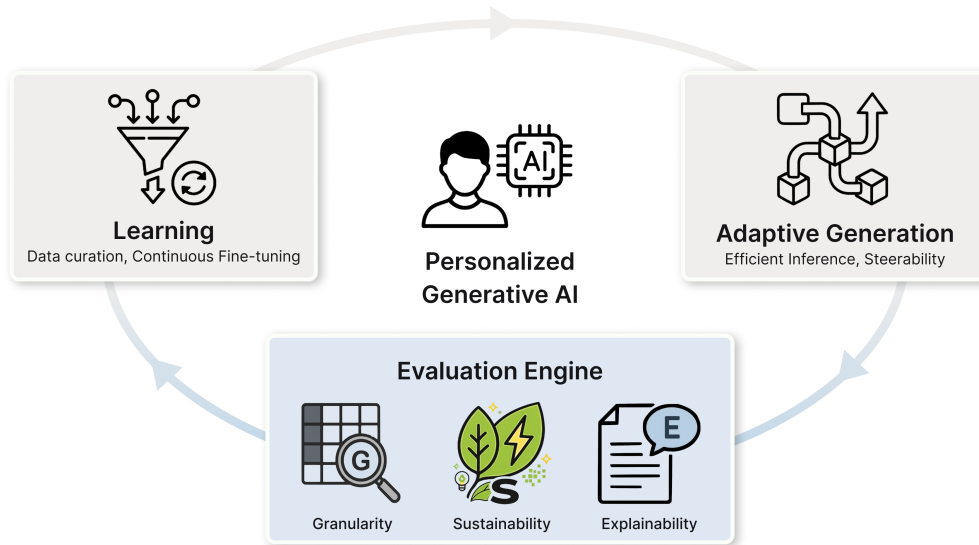 Learning
Data curation, Continuous Fine-tuning
AI
Personalized
Generative AI
Adaptive Generation
Efficient Inference, Steerability
Evaluation Engine
G
S
E
Granularity
Sustainability
Explainability